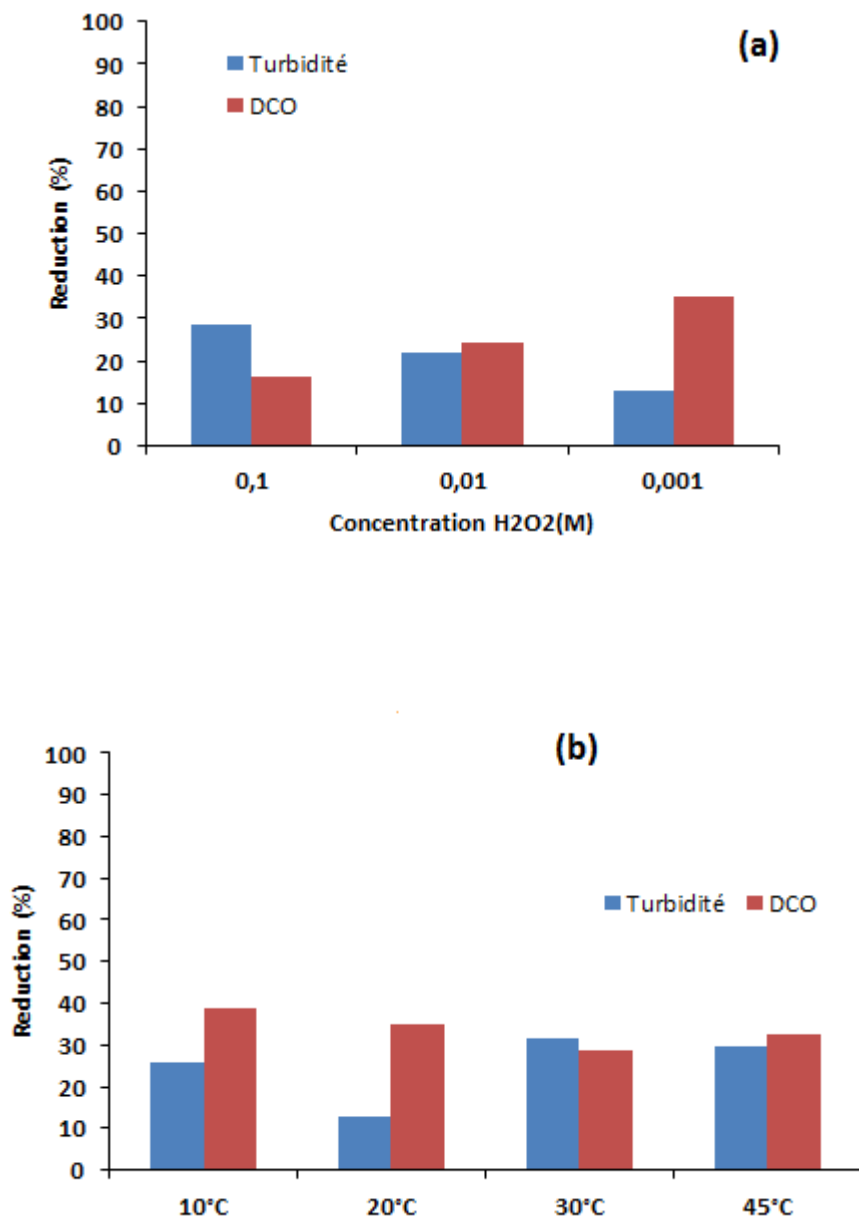 (a)
Turbidité
DCO
Reduction (%)
100
90
80
70
60
50
40
30
20
10
0
0,1 0,01 0,001
Concentration H2O2(M)
(b)
Turbidité DCO
Reduction (%)
100
90
80
70
60
50
40
30
20
10
0
10°C 20°C 30°C 45°C